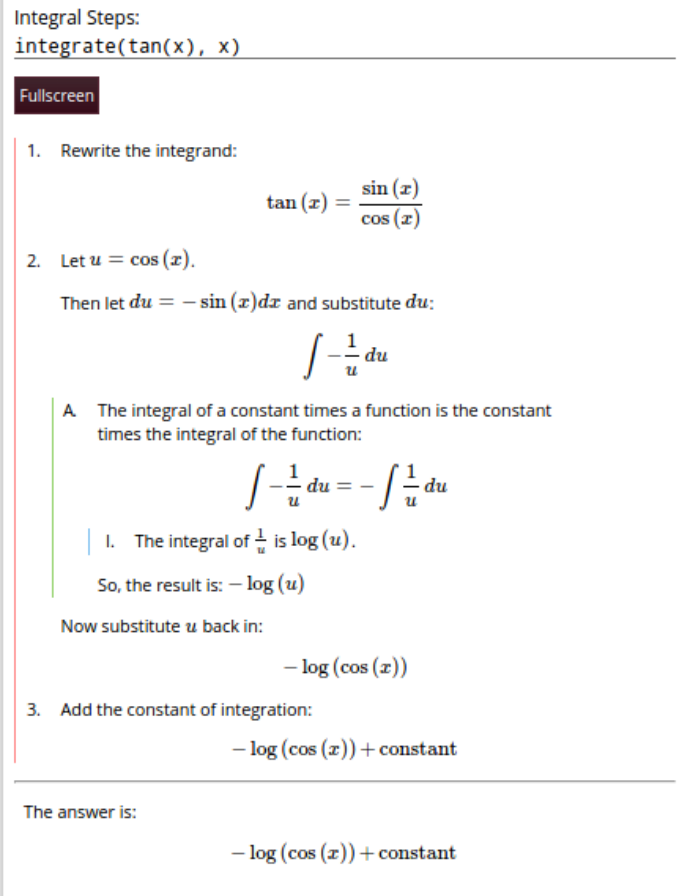 Integral Steps:
integrate(tan(x), x)
Fullscreen
1. Rewrite the integrand:
tan (x) = sin (x) / cos (x)
2. Let u = cos (x).
Then let du = − sin (x)dx and substitute du:
∫ − 1/u du
A. The integral of a constant times a function is the constant
times the integral of the function:
∫ − 1/u du = − ∫ 1/u du
I. The integral of 1/u is log (u).
So, the result is: − log (u)
Now substitute u back in:
− log (cos (x))
3. Add the constant of integration:
− log (cos (x)) + constant
The answer is:
− log (cos (x)) + constant